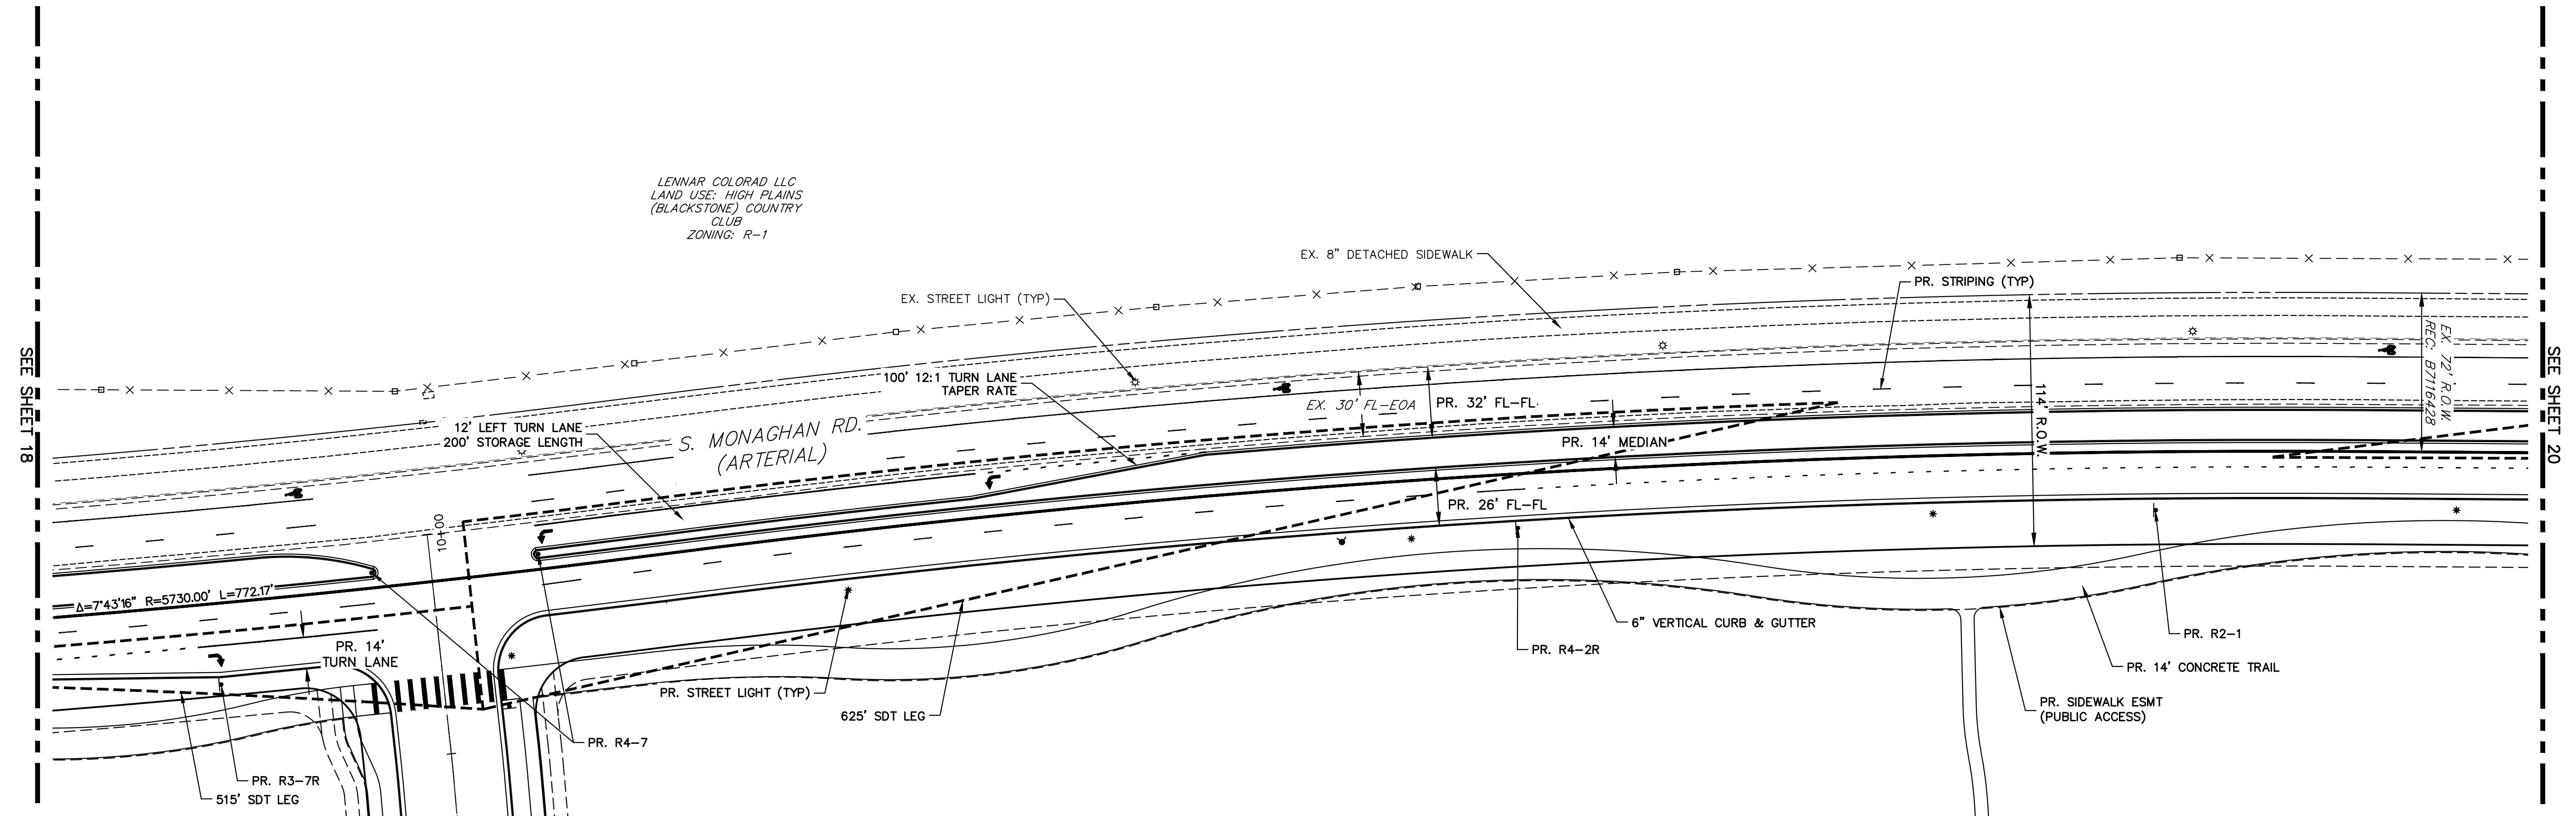 SEE SHEET 18
LENNAR COLORAD LLC
LAND USE: HIGH PLAINS
(BLACKSTONE) COUNTRY
CLUB
ZONING: R-1
EX. 8" DETACHED SIDEWALK
EX. STREET LIGHT (TYP)
PR. STRIPING (TYP)
EX. 72' R.O.W.
REC: B7116428
SEE SHEET 20
100' 12:1 TURN LANE
TAPER RATE
EX. 30' FL-EOA
PR. 32' FL-FL
114' R.O.W.
12' LEFT TURN LANE
200' STORAGE LENGTH
S. MONAGHAN RD.
(ARTERIAL)
PR. 14' MEDIAN
PR. 26' FL-FL
10+00
Δ=7°43'16" R=5730.00' L=772.17'
PR. 14'
TURN LANE
6" VERTICAL CURB & GUTTER
PR. R2-1
PR. R4-2R
PR. 14' CONCRETE TRAIL
PR. STREET LIGHT (TYP)
625' SDT LEG
PR. SIDEWALK ESMT
(PUBLIC ACCESS)
PR. R4-7
PR. R3-7R
515' SDT LEG